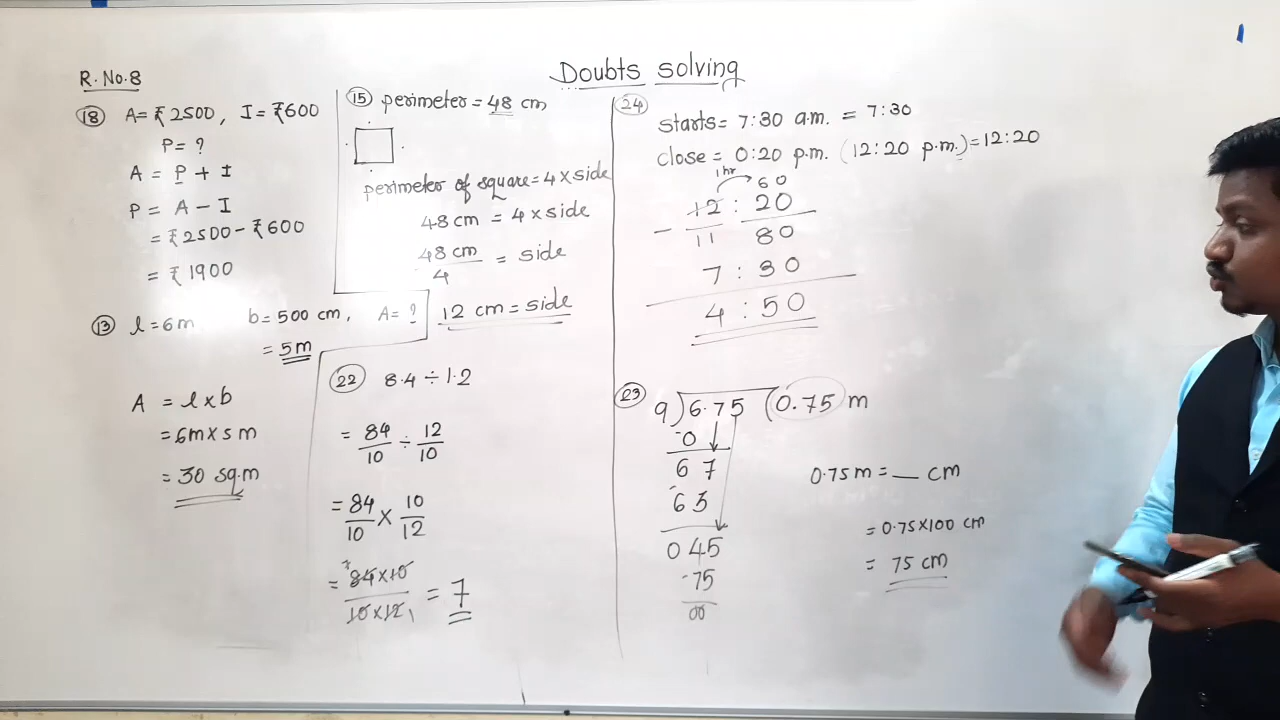 Doubts solving
R. No. 8
18 A = ₹ 2500, I = ₹600
P = ?
A = P + I
P = A - I
= ₹ 2500 - ₹ 600
= ₹ 1900
13 l = 6m b = 500 cm, A = ?
= 5m
A = l x b
= 6m x 5 m
= 30 sq.m
15 perimeter = 48 cm
perimeter of square = 4 x side
48 cm = 4 x side
48 cm / 4 = side
12 cm = side
22 8.4 ÷ 1.2
= 84/10 ÷ 12/10
= 84/10 x 10/12
= 84x10 / 10x12 = 7
24
starts = 7:30 a.m. = 7:30
close = 0:20 p.m. (12:20 p.m.) = 12:20
1 hr 60
12 : 20
- 11 80
7 : 30
4 : 50
23 9) 6.75 (0.75 m
-0
67
-63
045
-75
00
0.75 m = __ cm
= 0.75x100 cm
= 75 cm